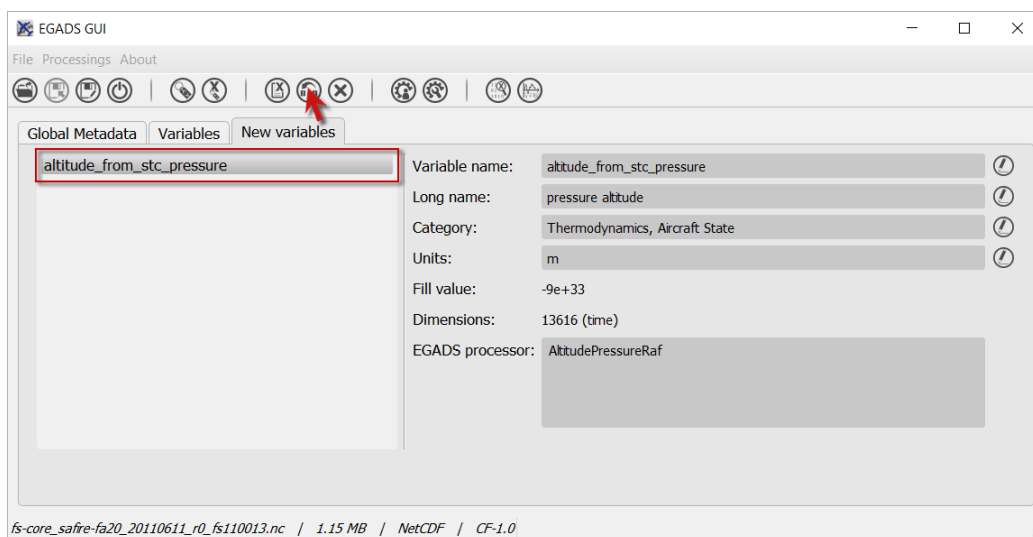 EGADS GUI
File Processings About
Global Metadata Variables New variables
altitude_from_stc_pressure
Variable name: altitude_from_stc_pressure
Long name: pressure altitude
Category: Thermodynamics, Aircraft State
Units: m
Fill value: -9e+33
Dimensions: 13616 (time)
EGADS processor: AltitudePressureRaf
fs-core_safire-fa20_20110611_r0_fs110013.nc | 1.15 MB | NetCDF | CF-1.0